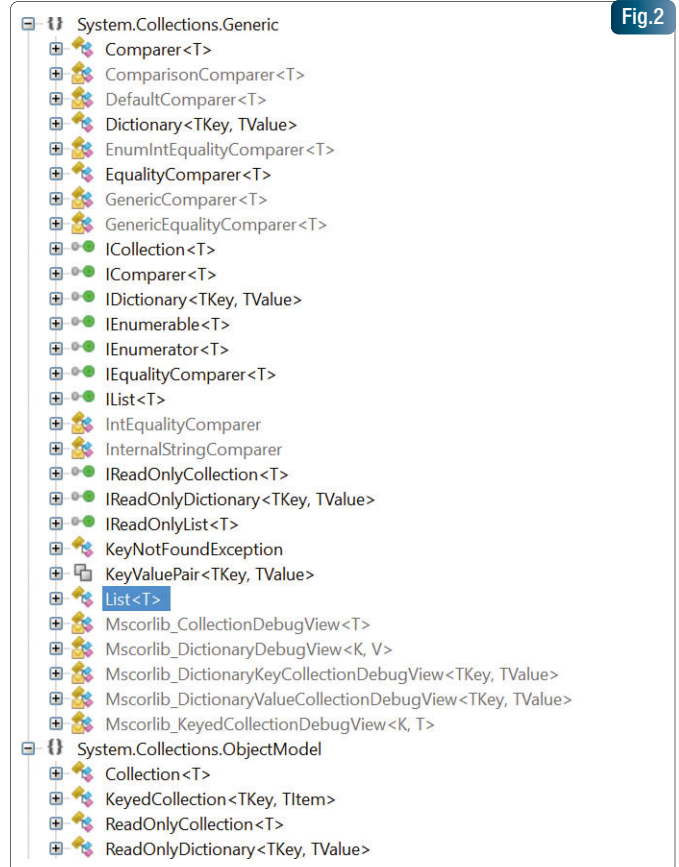 Fig.2
{} System.Collections.Generic
Comparer<T>
ComparisonComparer<T>
DefaultComparer<T>
Dictionary<TKey, TValue>
EnumIntEqualityComparer<T>
EqualityComparer<T>
GenericComparer<T>
GenericEqualityComparer<T>
ICollection<T>
IComparer<T>
IDictionary<TKey, TValue>
IEnumerable<T>
IEnumerator<T>
IEqualityComparer<T>
IList<T>
IntEqualityComparer
InternalStringComparer
IReadOnlyCollection<T>
IReadOnlyDictionary<TKey, TValue>
IReadOnlyList<T>
KeyNotFoundException
KeyValuePair<TKey, TValue>
List<T>
Mscorlib_CollectionDebugView<T>
Mscorlib_DictionaryDebugView<K, V>
Mscorlib_DictionaryKeyCollectionDebugView<TKey, TValue>
Mscorlib_DictionaryValueCollectionDebugView<TKey, TValue>
Mscorlib_KeyedCollectionDebugView<K, T>
{} System.Collections.ObjectModel
Collection<T>
KeyedCollection<TKey, TItem>
ReadOnlyCollection<T>
ReadOnlyDictionary<TKey, TValue>